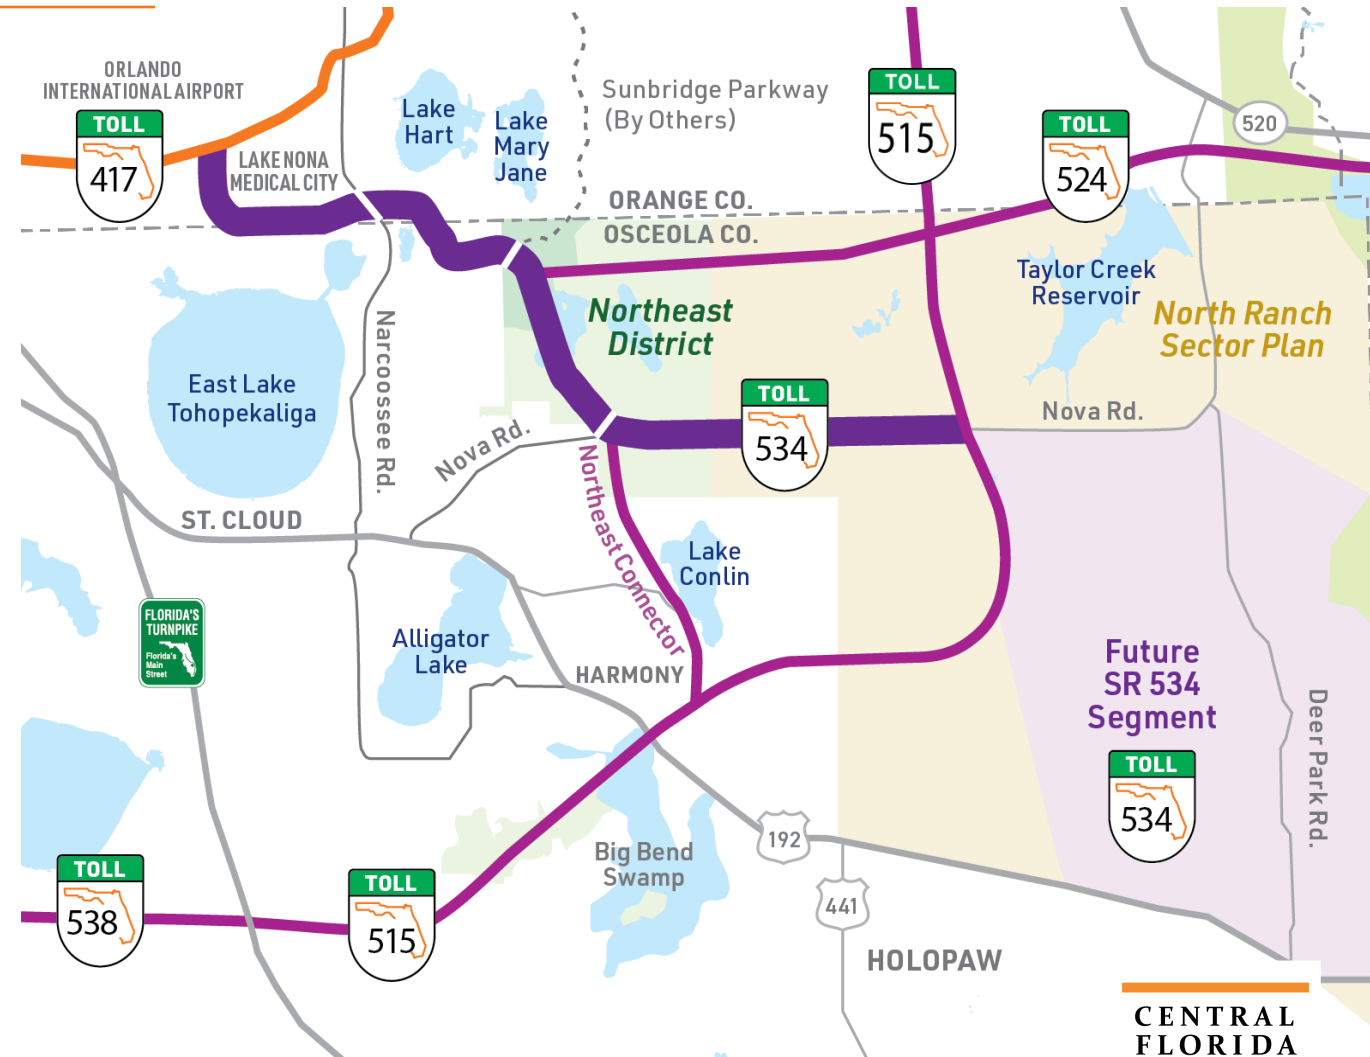 ORLANDO
INTERNATIONAL AIRPORT
TOLL
417
LAKE NONA
MEDICAL CITY
Lake
Hart
Lake
Mary
Jane
Sunbridge Parkway
(By Others)
TOLL
515
TOLL
524
520
ORANGE CO.
OSCEOLA CO.
Taylor Creek
Reservoir
North Ranch
Sector Plan
Northeast
District
East Lake
Tohopekaliga
Narcoossee Rd.
Nova Rd.
TOLL
534
Nova Rd.
ST. CLOUD
Northeast Connector
Lake
Conlin
FLORIDA'S
TURNPIKE
Florida's
Main
Street
Alligator
Lake
HARMONY
Future
SR 534
Segment
TOLL
534
Deer Park Rd.
192
Big Bend
Swamp
441
TOLL
538
TOLL
515
HOLOPAW
CENTRAL
FLORIDA